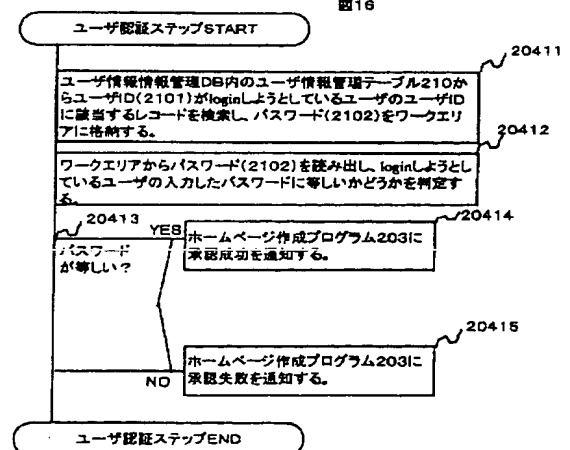 図16
ユーザ認証ステップSTART
20411
ユーザ情報情報管理DB内のユーザ情報管理テーブル210か
らユーザID(2101)がloginしようとしているユーザのユーザID
に該当するレコードを検索し、パスワード(2102)をワークエリ
アに格納する。
20412
ワークエリアからパスワード(2102)を読み出し、loginしようとし
ているユーザの入力したパスワードに等しいかどうかを判定す
る。
20413
YES
20414
パスワード
が等しい?
ホームページ作成プログラム203に
承認成功を通知する。
20415
NO
ホームページ作成プログラム203に
承認失敗を通知する。
ユーザ認証ステップEND